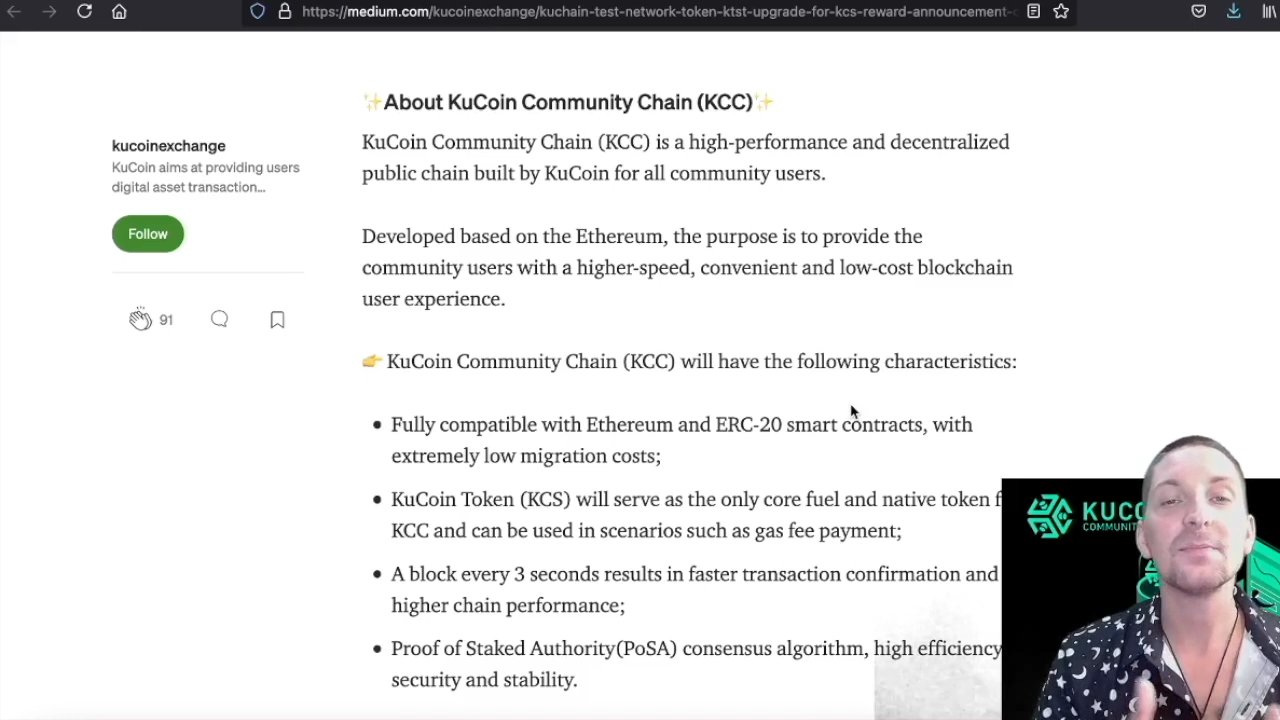 https://medium.com/kucoinexchange/kuchain-test-network-token-ktst-upgrade-for-kcs-reward-announcement-
✨About KuCoin Community Chain (KCC)✨
kucoinexchange
KuCoin aims at providing users
digital asset transaction...
Follow
91
KuCoin Community Chain (KCC) is a high-performance and decentralized
public chain built by KuCoin for all community users.
Developed based on the Ethereum, the purpose is to provide the
community users with a higher-speed, convenient and low-cost blockchain
user experience.
👉 KuCoin Community Chain (KCC) will have the following characteristics:
• Fully compatible with Ethereum and ERC-20 smart contracts, with
extremely low migration costs;
• KuCoin Token (KCS) will serve as the only core fuel and native token
KCC and can be used in scenarios such as gas fee payment;
• A block every 3 seconds results in faster transaction confirmation and
higher chain performance;
• Proof of Staked Authority(PoSA) consensus algorithm, high efficiency
security and stability.
KUCO
COMMUNIT